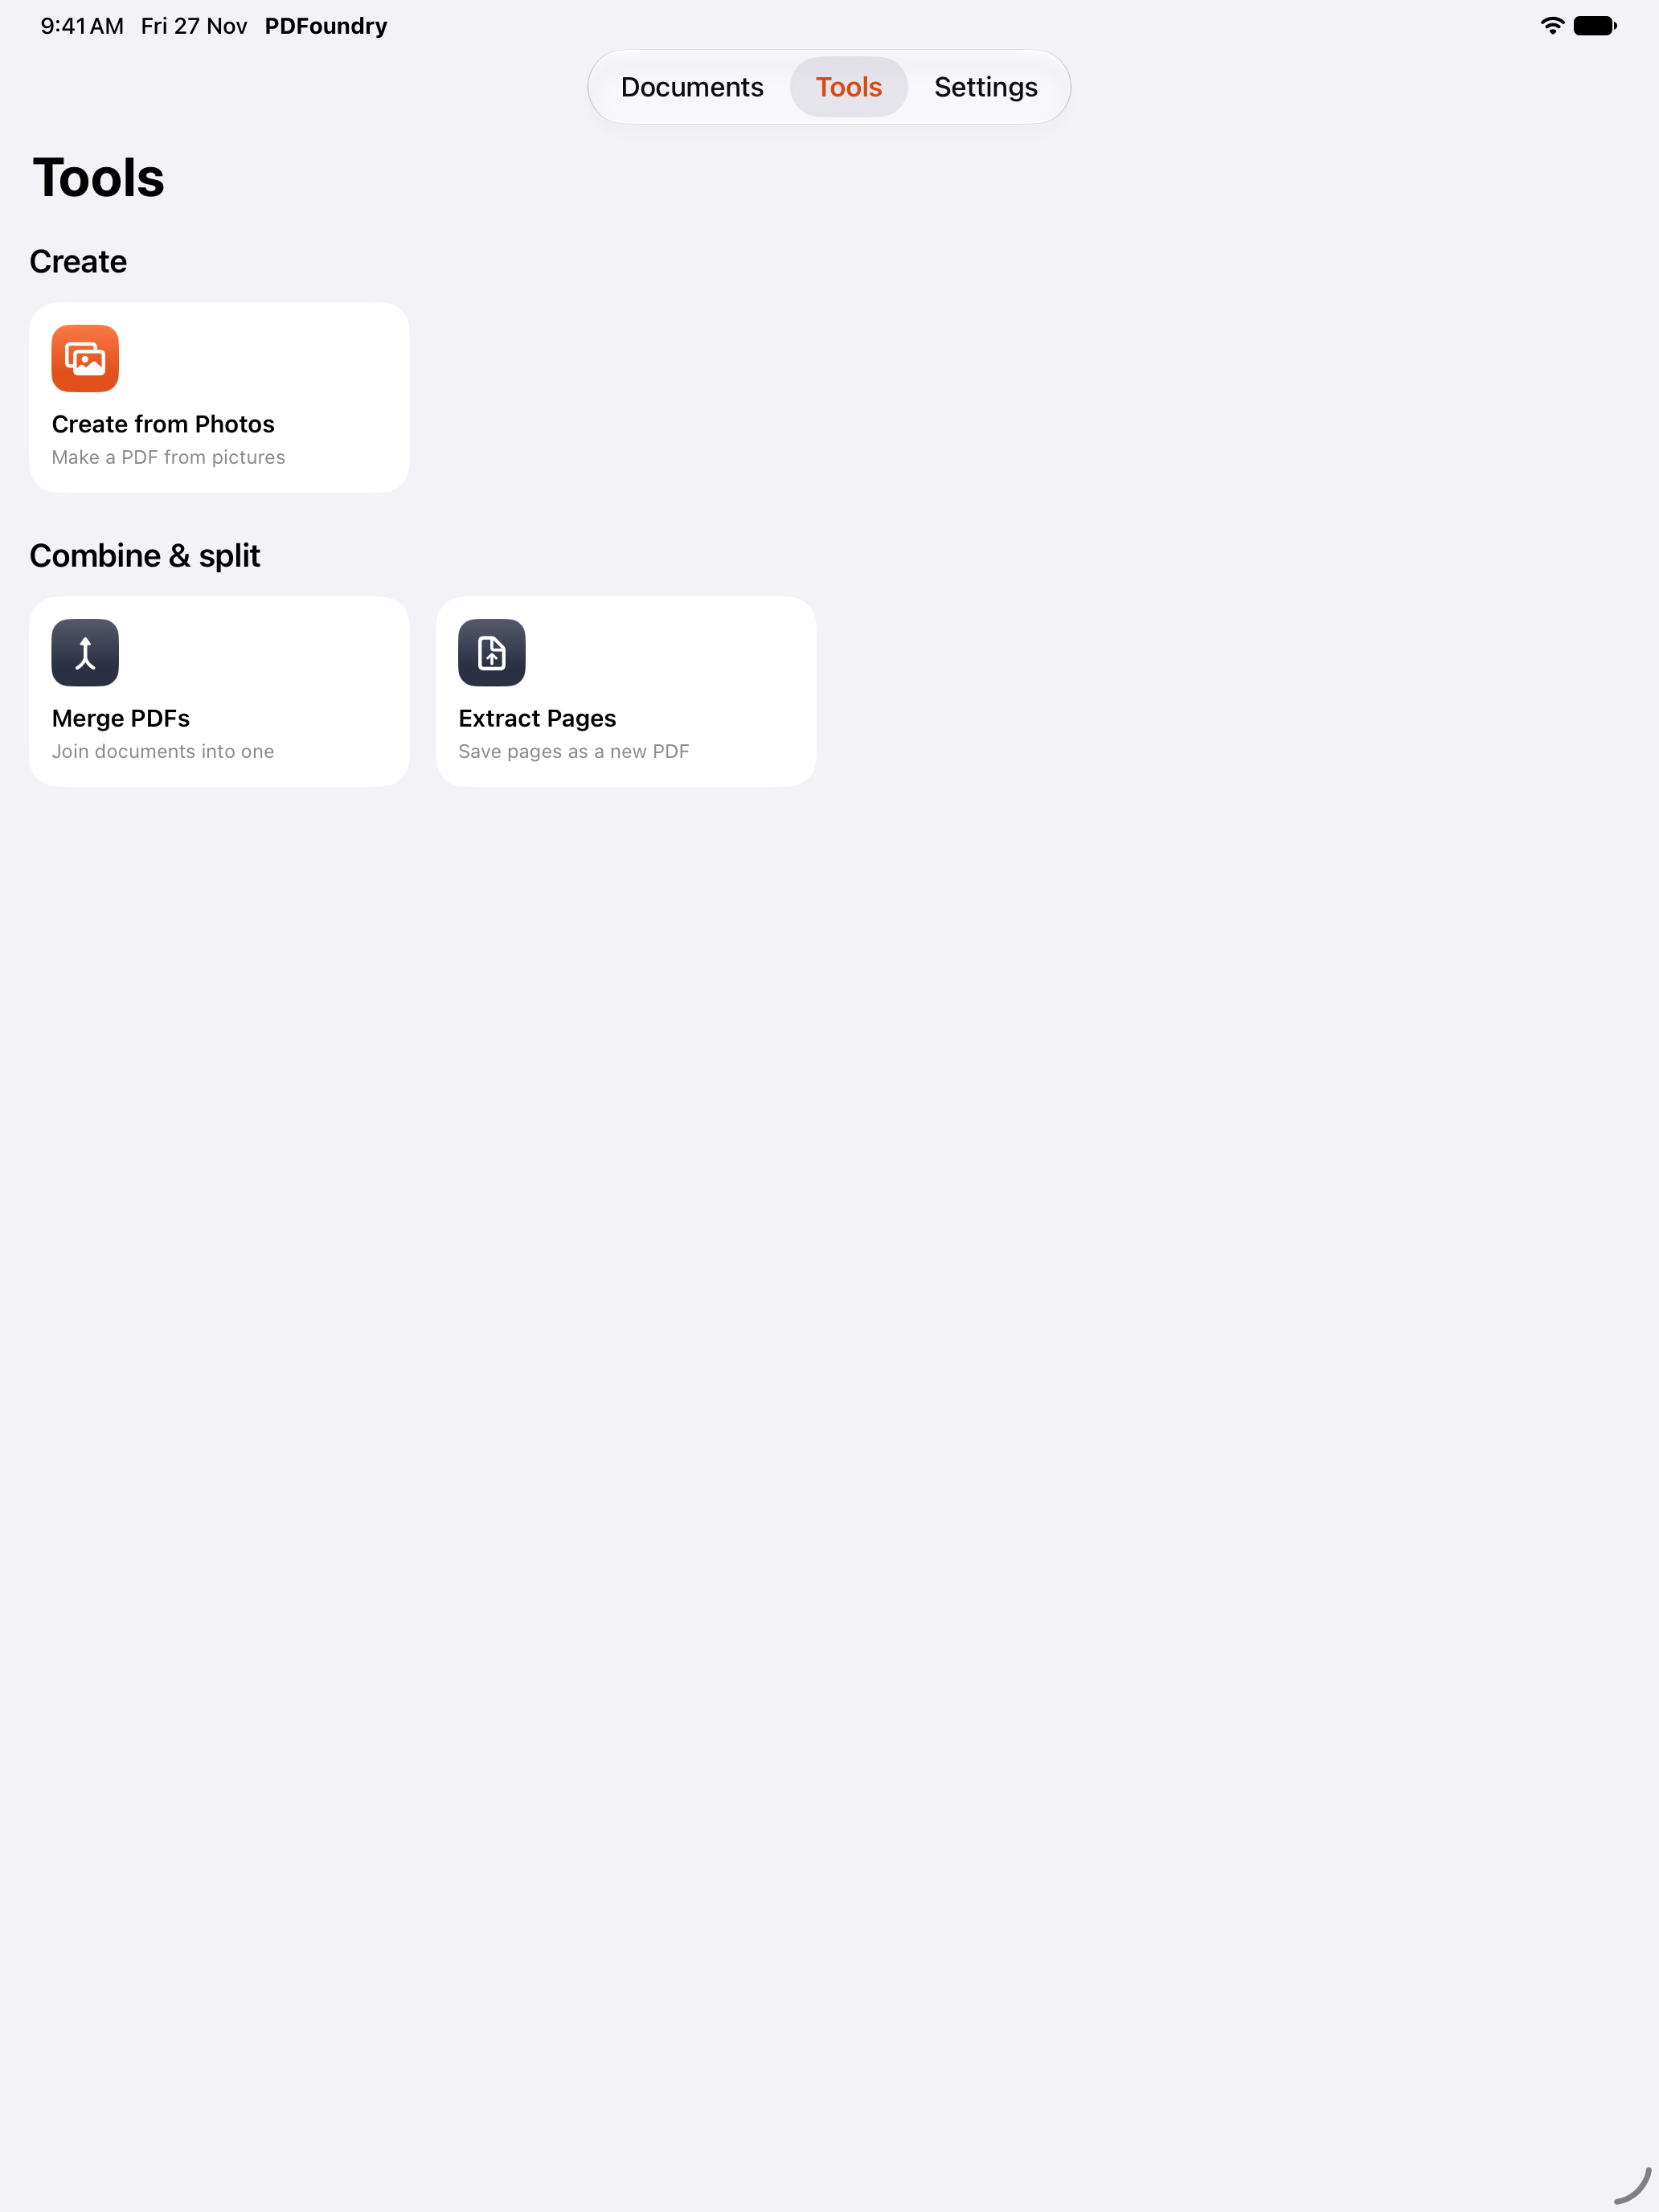 9:41 AM Fri 27 Nov PDFoundry
Documents Tools Settings
Tools
Create
Create from Photos
Make a PDF from pictures
Combine & split
Merge PDFs
Join documents into one
Extract Pages
Save pages as a new PDF